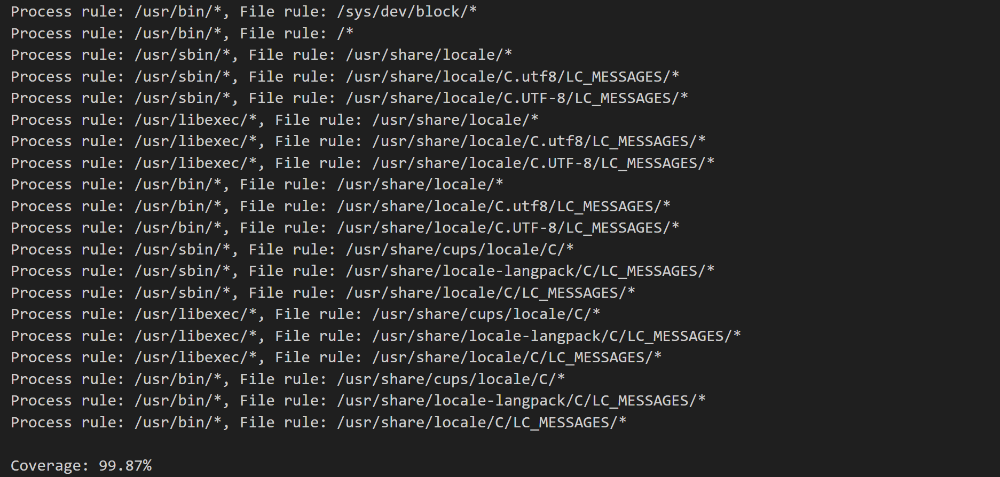 Process rule: /usr/bin/*, File rule: /sys/dev/block/*
Process rule: /usr/bin/*, File rule: /*
Process rule: /usr/sbin/*, File rule: /usr/share/locale/*
Process rule: /usr/sbin/*, File rule: /usr/share/locale/C.utf8/LC_MESSAGES/*
Process rule: /usr/sbin/*, File rule: /usr/share/locale/C.UTF-8/LC_MESSAGES/*
Process rule: /usr/libexec/*, File rule: /usr/share/locale/*
Process rule: /usr/libexec/*, File rule: /usr/share/locale/C.utf8/LC_MESSAGES/*
Process rule: /usr/libexec/*, File rule: /usr/share/locale/C.UTF-8/LC_MESSAGES/*
Process rule: /usr/bin/*, File rule: /usr/share/locale/*
Process rule: /usr/bin/*, File rule: /usr/share/locale/C.utf8/LC_MESSAGES/*
Process rule: /usr/bin/*, File rule: /usr/share/locale/C.UTF-8/LC_MESSAGES/*
Process rule: /usr/sbin/*, File rule: /usr/share/cups/locale/C/*
Process rule: /usr/sbin/*, File rule: /usr/share/locale-langpack/C/LC_MESSAGES/*
Process rule: /usr/sbin/*, File rule: /usr/share/locale/C/LC_MESSAGES/*
Process rule: /usr/libexec/*, File rule: /usr/share/cups/locale/C/*
Process rule: /usr/libexec/*, File rule: /usr/share/locale-langpack/C/LC_MESSAGES/*
Process rule: /usr/libexec/*, File rule: /usr/share/locale/C/LC_MESSAGES/*
Process rule: /usr/bin/*, File rule: /usr/share/cups/locale/C/*
Process rule: /usr/bin/*, File rule: /usr/share/locale-langpack/C/LC_MESSAGES/*
Process rule: /usr/bin/*, File rule: /usr/share/locale/C/LC_MESSAGES/*
Coverage: 99.87%